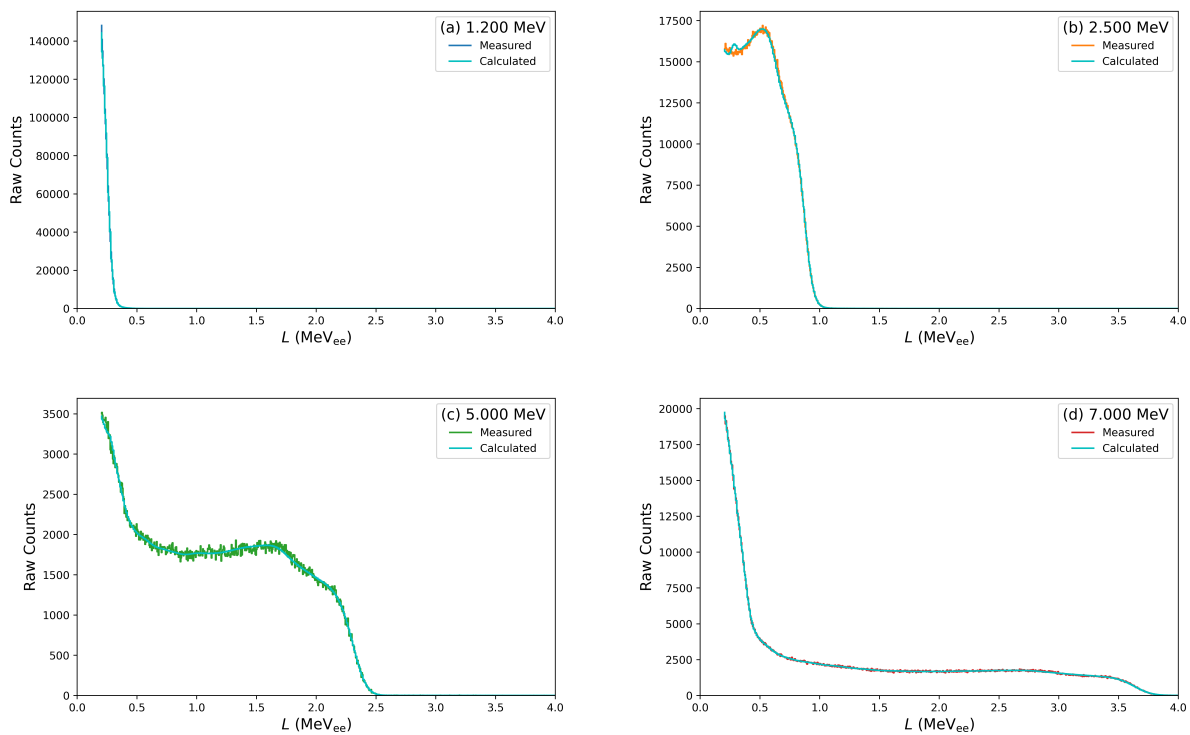 (a) 1.200 MeV
Measured
Calculated
Raw Counts
140000
120000
100000
80000
60000
40000
20000
0
0.0 0.5 1.0 1.5 2.0 2.5 3.0 3.5 4.0
L (MeVee)
(b) 2.500 MeV
Measured
Calculated
Raw Counts
17500
15000
12500
10000
7500
5000
2500
0
0.0 0.5 1.0 1.5 2.0 2.5 3.0 3.5 4.0
L (MeVee)
(c) 5.000 MeV
Measured
Calculated
Raw Counts
3500
3000
2500
2000
1500
1000
500
0
0.0 0.5 1.0 1.5 2.0 2.5 3.0 3.5 4.0
L (MeVee)
(d) 7.000 MeV
Measured
Calculated
Raw Counts
20000
17500
15000
12500
10000
7500
5000
2500
0
0.0 0.5 1.0 1.5 2.0 2.5 3.0 3.5 4.0
L (MeVee)